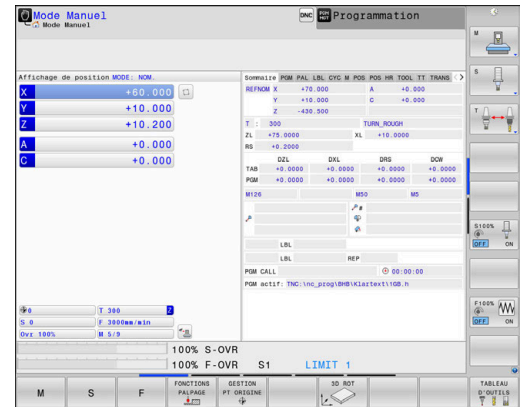 Mode Manuel
Mode Manuel
DNC
Programmation
Affichage de position MODE: NOM.
X +60.000
Y +10.000
Z +10.200
A +0.000
C +0.000
Sommaire PGM PAL LBL CYC M POS POS HR TOOL TT TRANS
REFNOM X +70.000 A +0.000
Y +10.000 C +0.000
Z -430.500
T : 300 TURN_ROUGH
ZL +75.0000 XL +10.0000
RS +0.2000
DZL DXL DRS DCW
TAB +0.0000 +0.0000 +0.0000 +0.0000
PGM +0.0000 +0.0000 +0.0000 +0.0000
M126 M50 M5
LBL
LBL REP
PGM CALL 00:00:00
PGM actif: TNC:\nc_prog\BHB\Klartext\1GB.h
T 300 Z
S 0 F 3000mm/min
Ovr 100% M 5/9
100% S-OVR
100% F-OVR S1 LIMIT 1
M
S
F
FONCTIONS PALPAGE
GESTION PT ORIGINE
3D ROT
TABLEAU D'OUTILS
M
S
T
S100%
OFF ON
F100%
OFF ON